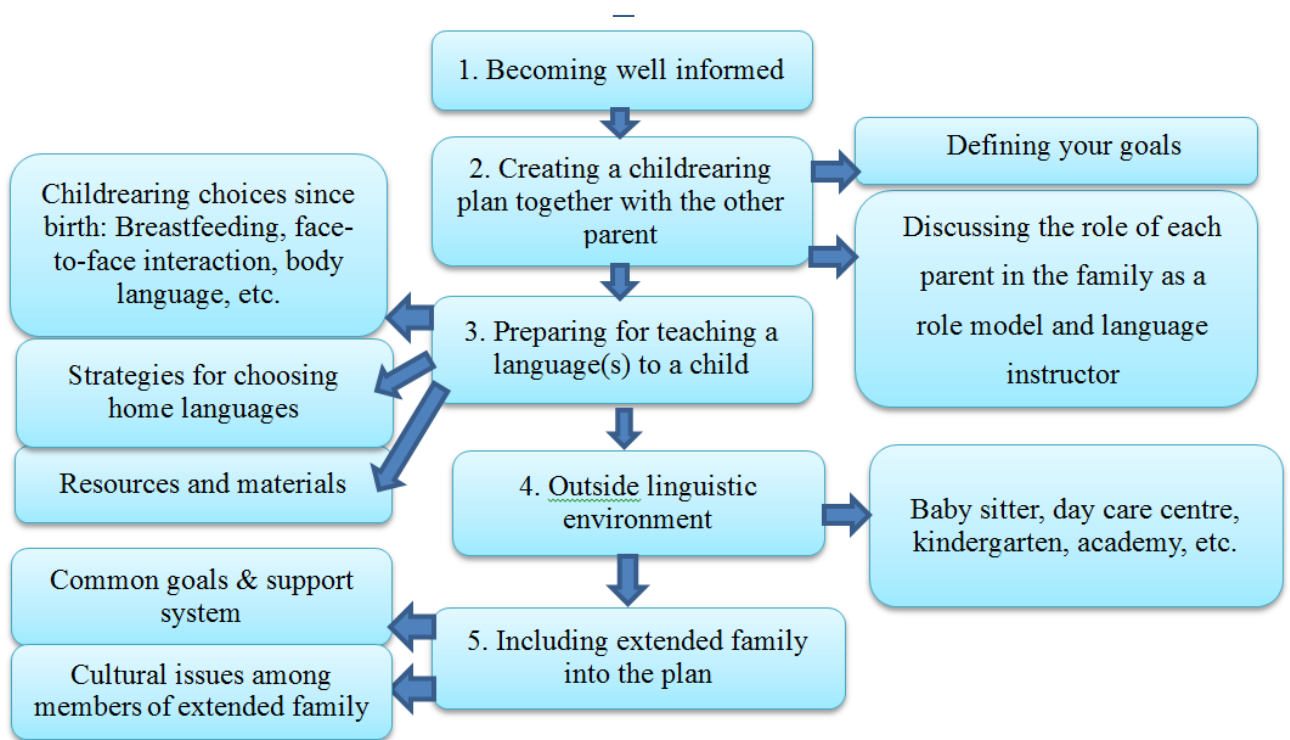 1. Becoming well informed
2. Creating a childrearing
plan together with the other
parent
Defining your goals
Discussing the role of each
parent in the family as a
role model and language
instructor
Childrearing choices since
birth: Breastfeeding, face-
to-face interaction, body
language, etc.
3. Preparing for teaching a
language(s) to a child
Strategies for choosing
home languages
Resources and materials
4. Outside linguistic
environment
Baby sitter, day care centre,
kindergarten, academy, etc.
Common goals & support
system
5. Including extended family
into the plan
Cultural issues among
members of extended family